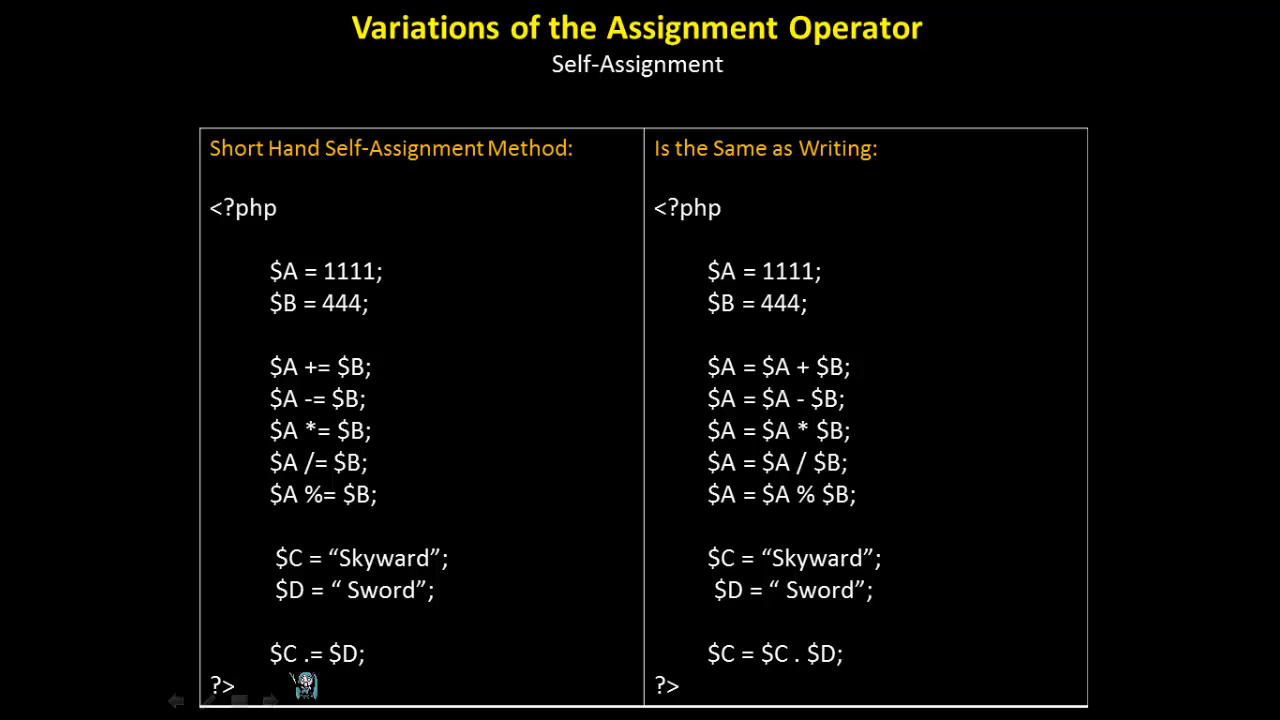 Variations of the Assignment Operator
Self-Assignment
Short Hand Self-Assignment Method:
<?php
$A = 1111;
$B = 444;
$A += $B;
$A -= $B;
$A *= $B;
$A /= $B;
$A %= $B;
$C = “Skyward”;
$D = “ Sword”;
$C .= $D;
?>
Is the Same as Writing:
<?php
$A = 1111;
$B = 444;
$A = $A + $B;
$A = $A - $B;
$A = $A * $B;
$A = $A / $B;
$A = $A % $B;
$C = “Skyward”;
$D = “ Sword”;
$C = $C . $D;
?>